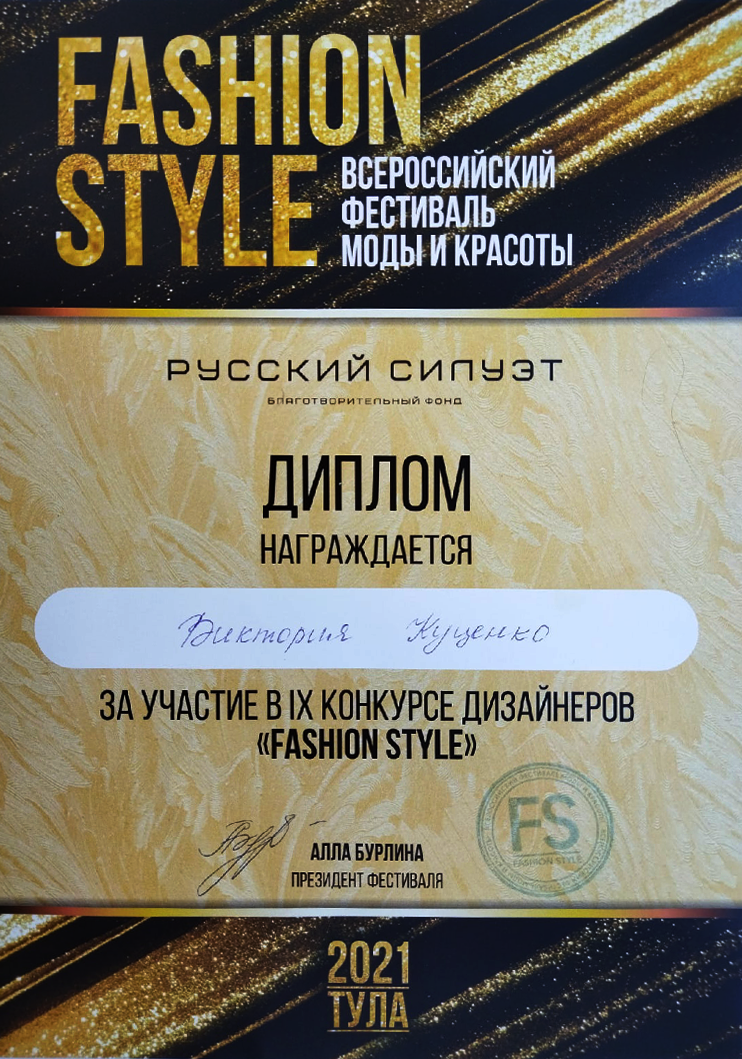 FASHION
STYLE
ВСЕРОССИЙСКИЙ
ФЕСТИВАЛЬ
МОДЫ И КРАСОТЫ
РУССКИЙ СИЛУЭТ
БЛАГОТВОРИТЕЛЬНЫЙ ФОНД
ДИПЛОМ
НАГРАЖДАЕТСЯ
Виктория Куценко
ЗА УЧАСТИЕ В IX КОНКУРСЕ ДИЗАЙНЕРОВ
«FASHION STYLE»
FS
FASHION STYLE
АЛЛА БУРЛИНА
ПРЕЗИДЕНТ ФЕСТИВАЛЯ
2021
ТУЛА